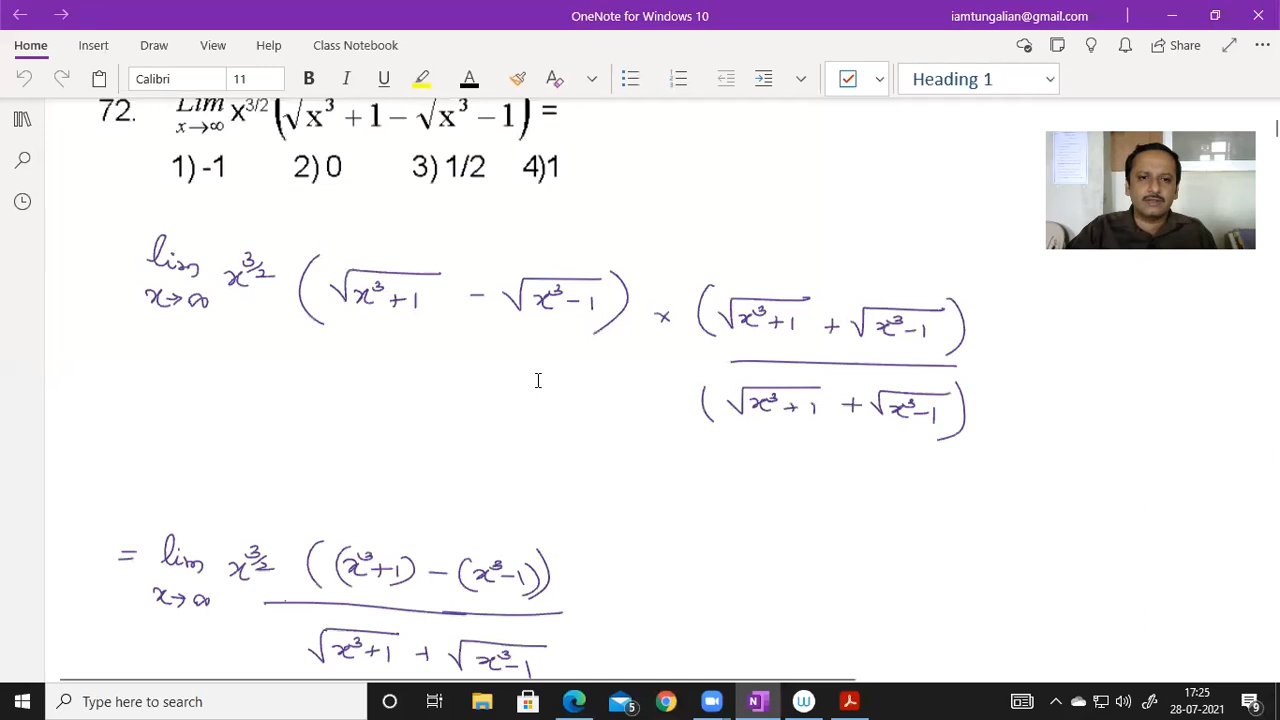 OneNote for Windows 10
iamtungalian@gmail.com
Home Insert Draw View Help Class Notebook
Share
Calibri 11 B I U A Heading 1
72. Lim x→∞ x^{3/2} (√x³ + 1 − √x³ − 1) =
1) -1 2) 0 3) 1/2 4)1
lim x→∞ x^{3/2} (√(x³+1) − √(x³−1)) × (√(x³+1) + √(x³−1))
(√(x³+1) + √(x³−1))
= lim x→∞ x^{3/2} ((x³+1) − (x³−1))
√(x³+1) + √(x³−1)
Type here to search
5
W
17:25
28-07-2021
9